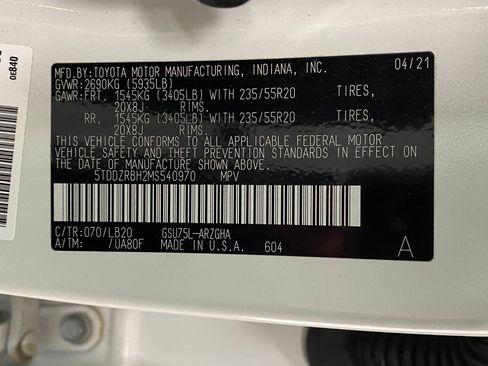 MFD.BY:TOYOTA MOTOR MANUFACTURING, INDIANA, INC. 04/21
GVWR:2690KG (5935LB)
GAWR:FRT. 1545KG (3405LB) WITH 235/55R20 TIRES,
20X8J RIMS.
RR. 1545KG (3405LB) WITH 235/55R20 TIRES,
20X8J RIMS.
THIS VEHICLE CONFORMS TO ALL APPLICABLE FEDERAL MOTOR
VEHICLE SAFETY AND THEFT PREVENTION STANDARDS IN EFFECT ON
THE DATE OF MANUFACTURE SHOWN ABOVE.
5TDDZRBH2MS540970 MPV
C/TR:070/LB20 GSU75L-ARZGHA
A/TM: /UA80F MADE IN U.S.A. 604 A
0E840